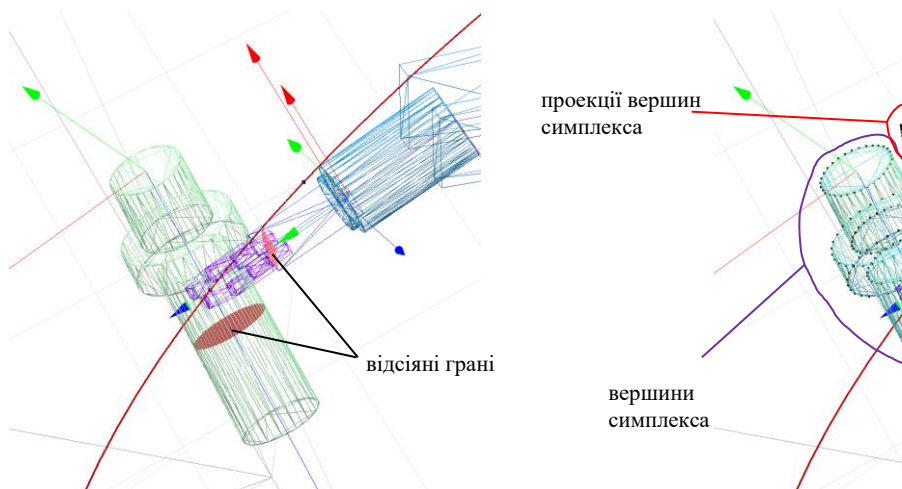 проекції вершин
симплекса
відсіяні грані
вершини
симплекса